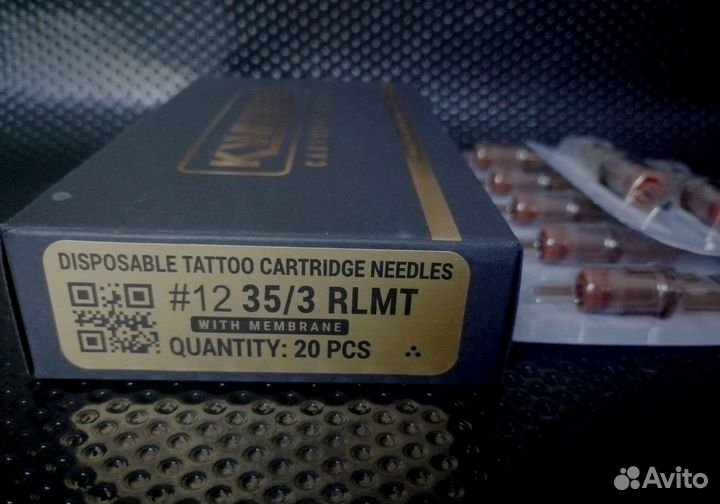 DISPOSABLE TATTOO CARTRIDGE NEEDLES
#12 35/3 RLMT
WITH MEMBRANE
QUANTITY: 20 PCS
Avito